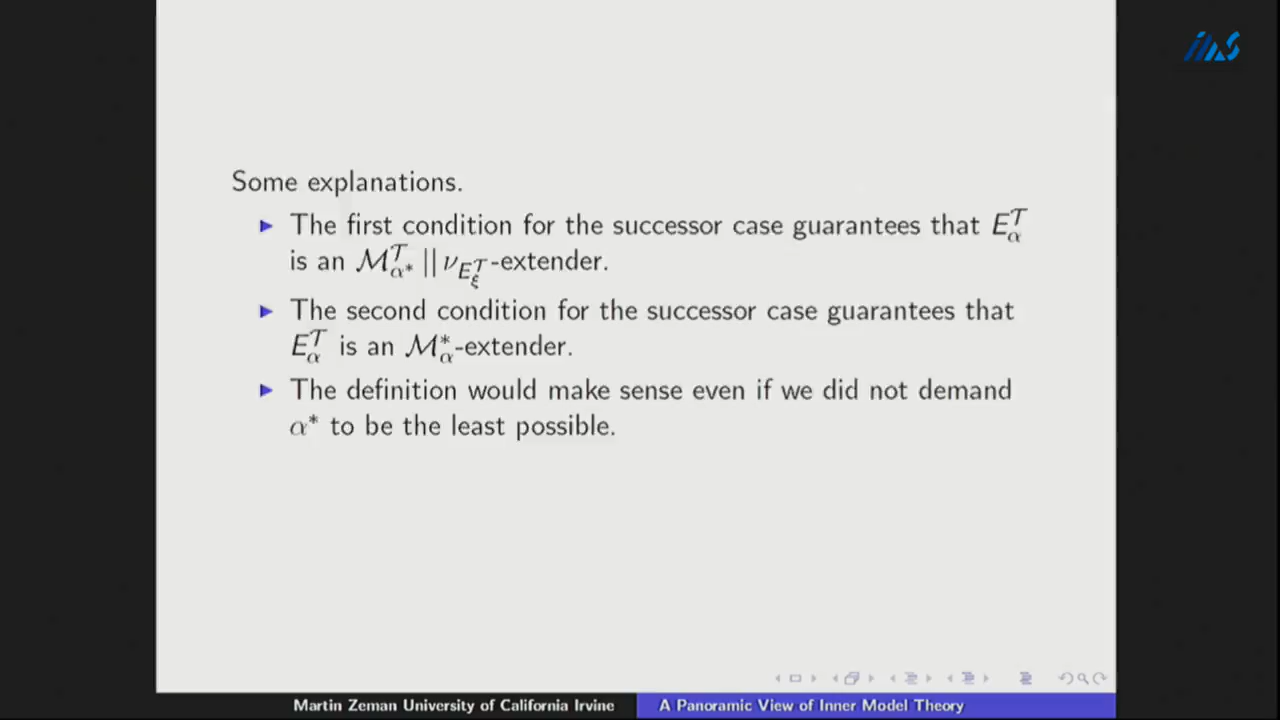 ims
Some explanations.
▶ The first condition for the successor case guarantees that $E^{\mathcal{T}}_{\alpha}$
is an $\mathcal{M}^{\mathcal{T}}_{\alpha^*} \,||\, \nu_{E^{\mathcal{T}}_{\xi}}$-extender.
▶ The second condition for the successor case guarantees that
$E^{\mathcal{T}}_{\alpha}$ is an $\mathcal{M}^*_{\alpha}$-extender.
▶ The definition would make sense even if we did not demand
$\alpha^*$ to be the least possible.
Martin Zeman University of California Irvine
A Panoramic View of Inner Model Theory